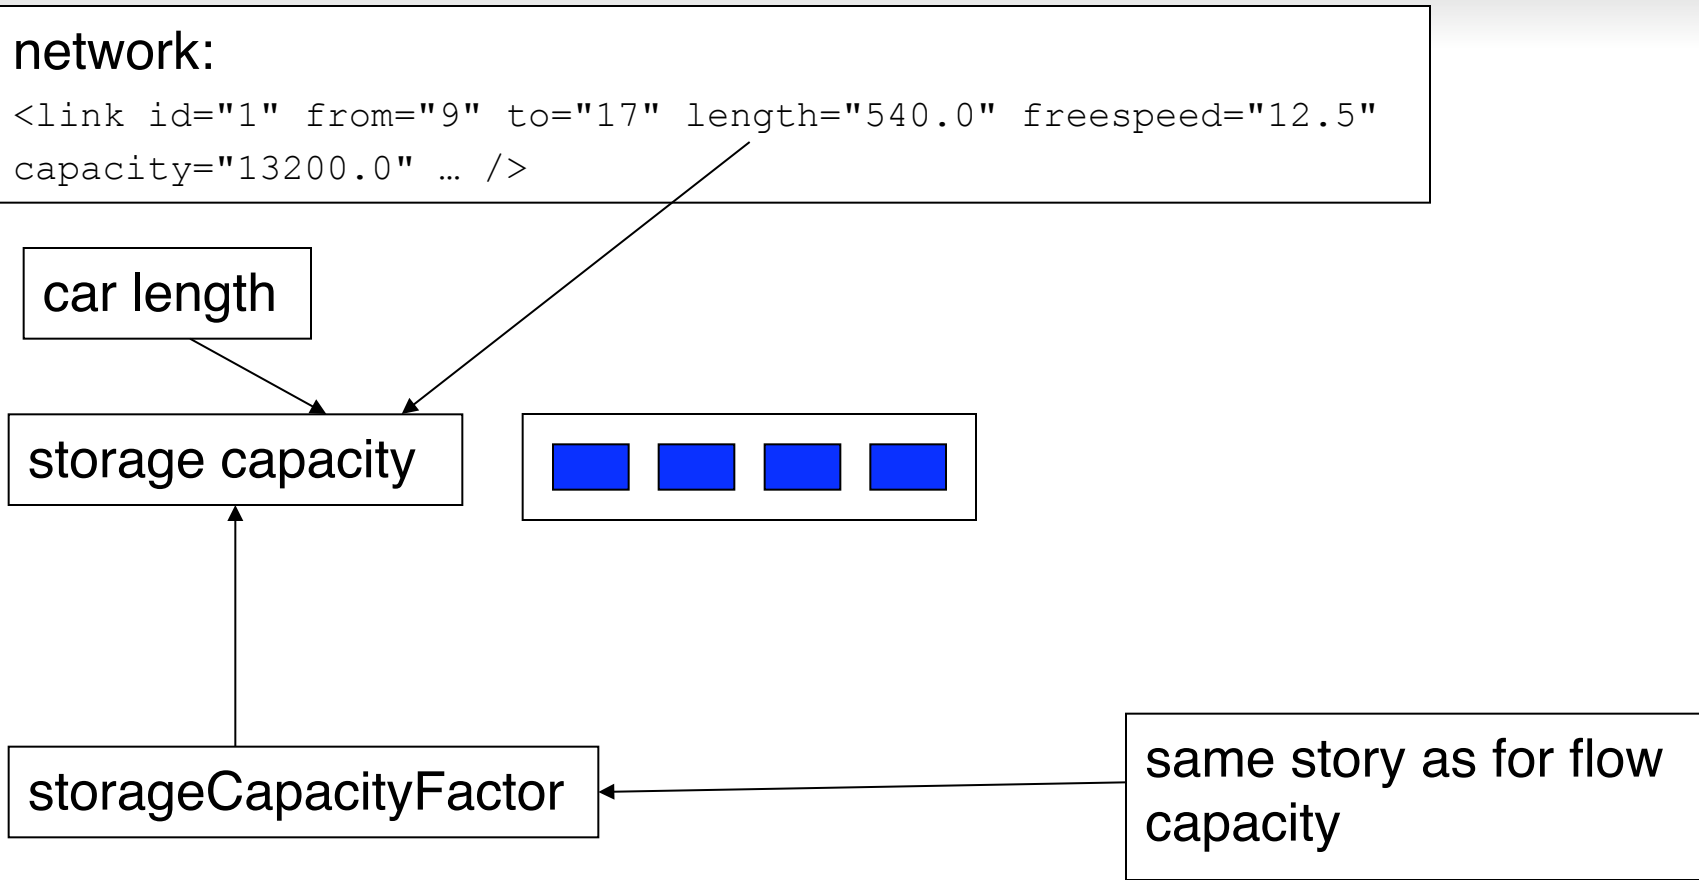 network:
<link id="1" from="9" to="17" length="540.0" freespeed="12.5"
capacity="13200.0" … />
car length
storage capacity
storageCapacityFactor
same story as for flow
capacity